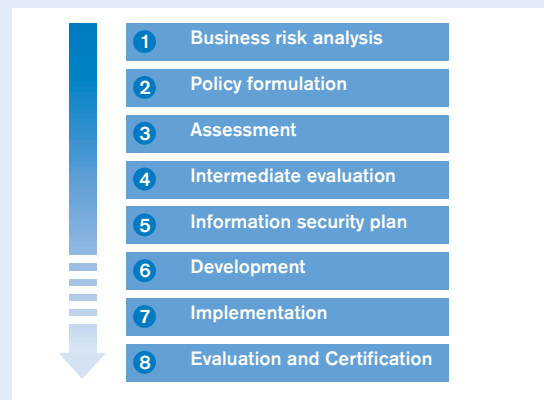 1 Business risk analysis
2 Policy formulation
3 Assessment
4 Intermediate evaluation
5 Information security plan
6 Development
7 Implementation
8 Evaluation and Certification